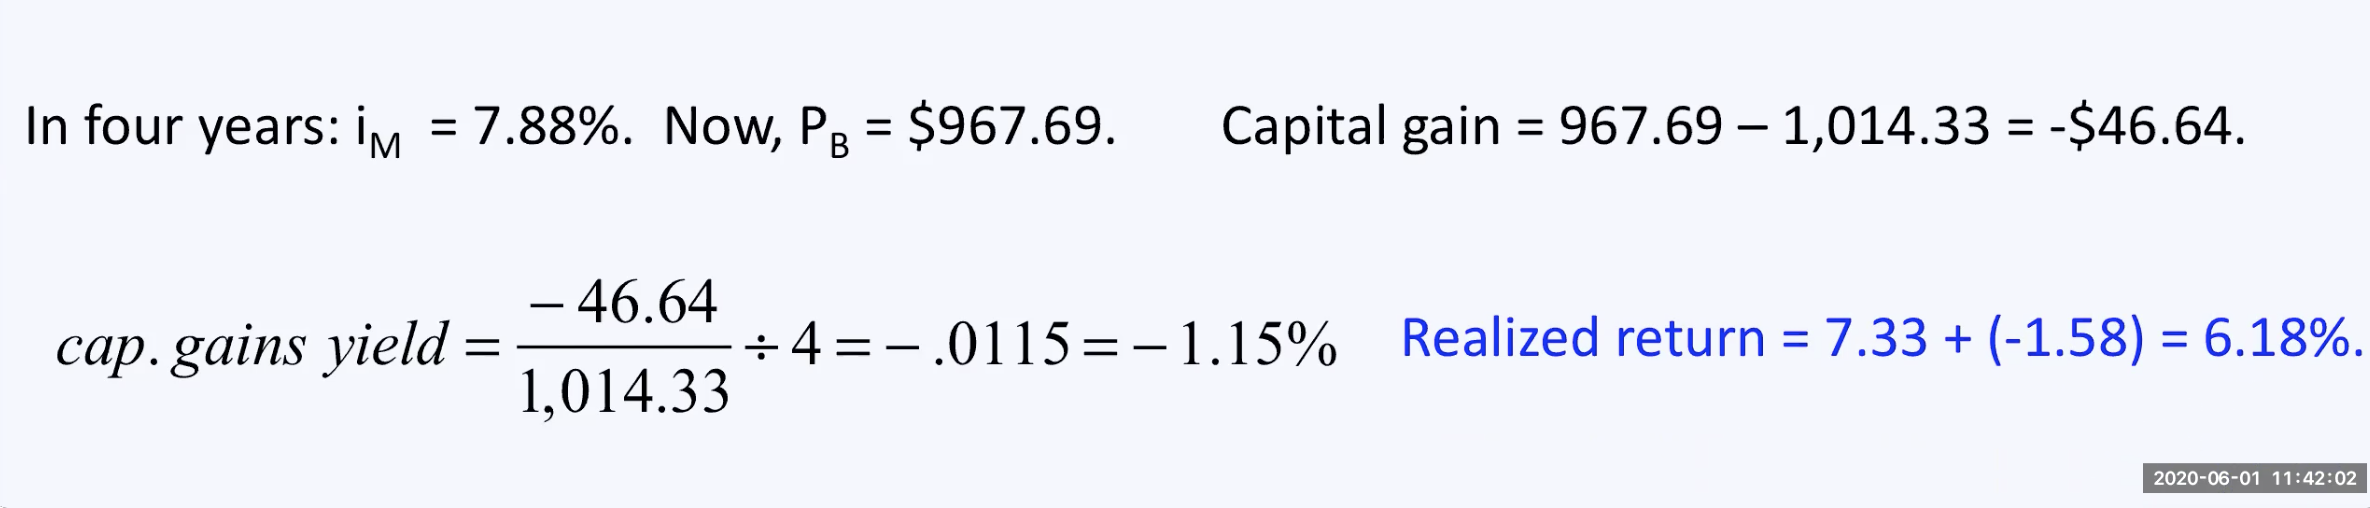 In four years: i_M = 7.88%. Now, P_B = $967.69. Capital gain = 967.69 – 1,014.33 = -$46.64.
cap. gains yield = (− 46.64 / 1,014.33) ÷ 4 = − .0115 = − 1.15% Realized return = 7.33 + (-1.58) = 6.18%.
2020-06-01 11:42:02